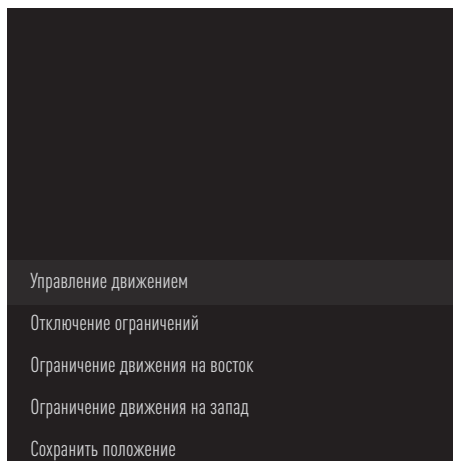 Управление движением
Отключение ограничений
Ограничение движения на восток
Ограничение движения на запад
Сохранить положение